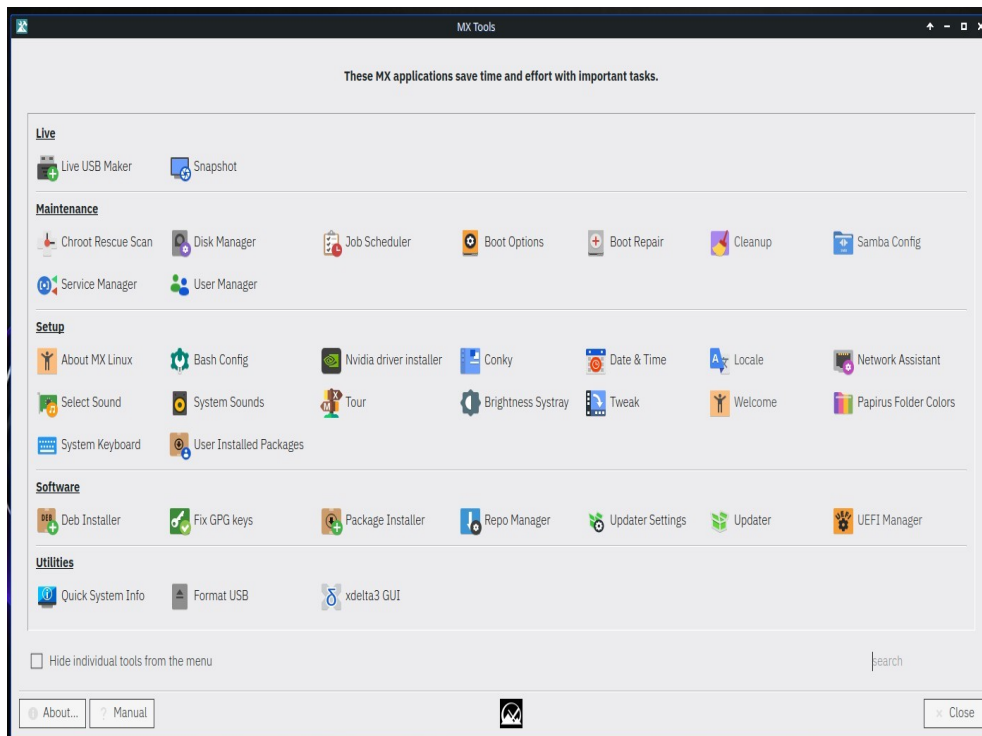 MX Tools
These MX applications save time and effort with important tasks.
Live
Live USB Maker Snapshot
Maintenance
Chroot Rescue Scan Disk Manager Job Scheduler Boot Options Boot Repair Cleanup Samba Config
Service Manager User Manager
Setup
About MX Linux Bash Config Nvidia driver installer Conky Date & Time Locale Network Assistant
Select Sound System Sounds Tour Brightness Systray Tweak Welcome Papirus Folder Colors
System Keyboard User Installed Packages
Software
Deb Installer Fix GPG keys Package Installer Repo Manager Updater Settings Updater UEFI Manager
Utilities
Quick System Info Format USB xdelta3 GUI
Hide individual tools from the menu search
About... ? Manual Close